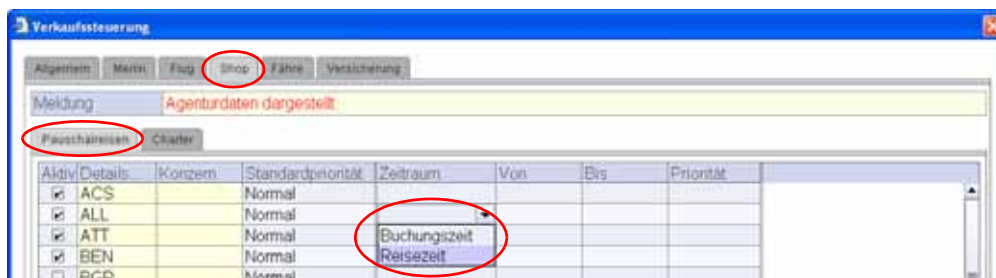 Verkaufssteuerung
Allgemein Merlin Flug Shop Fähre Versicherung
Meldung Agenturdaten dargestellt
Pauschalreisen Charter
Aktiv Details Konzern Standardpriorität Zeitraum Von Bis Priorität
ACS Normal
ALL Normal
ATT Normal Buchungszeit
BEN Normal Reisezeit
BGP Normal